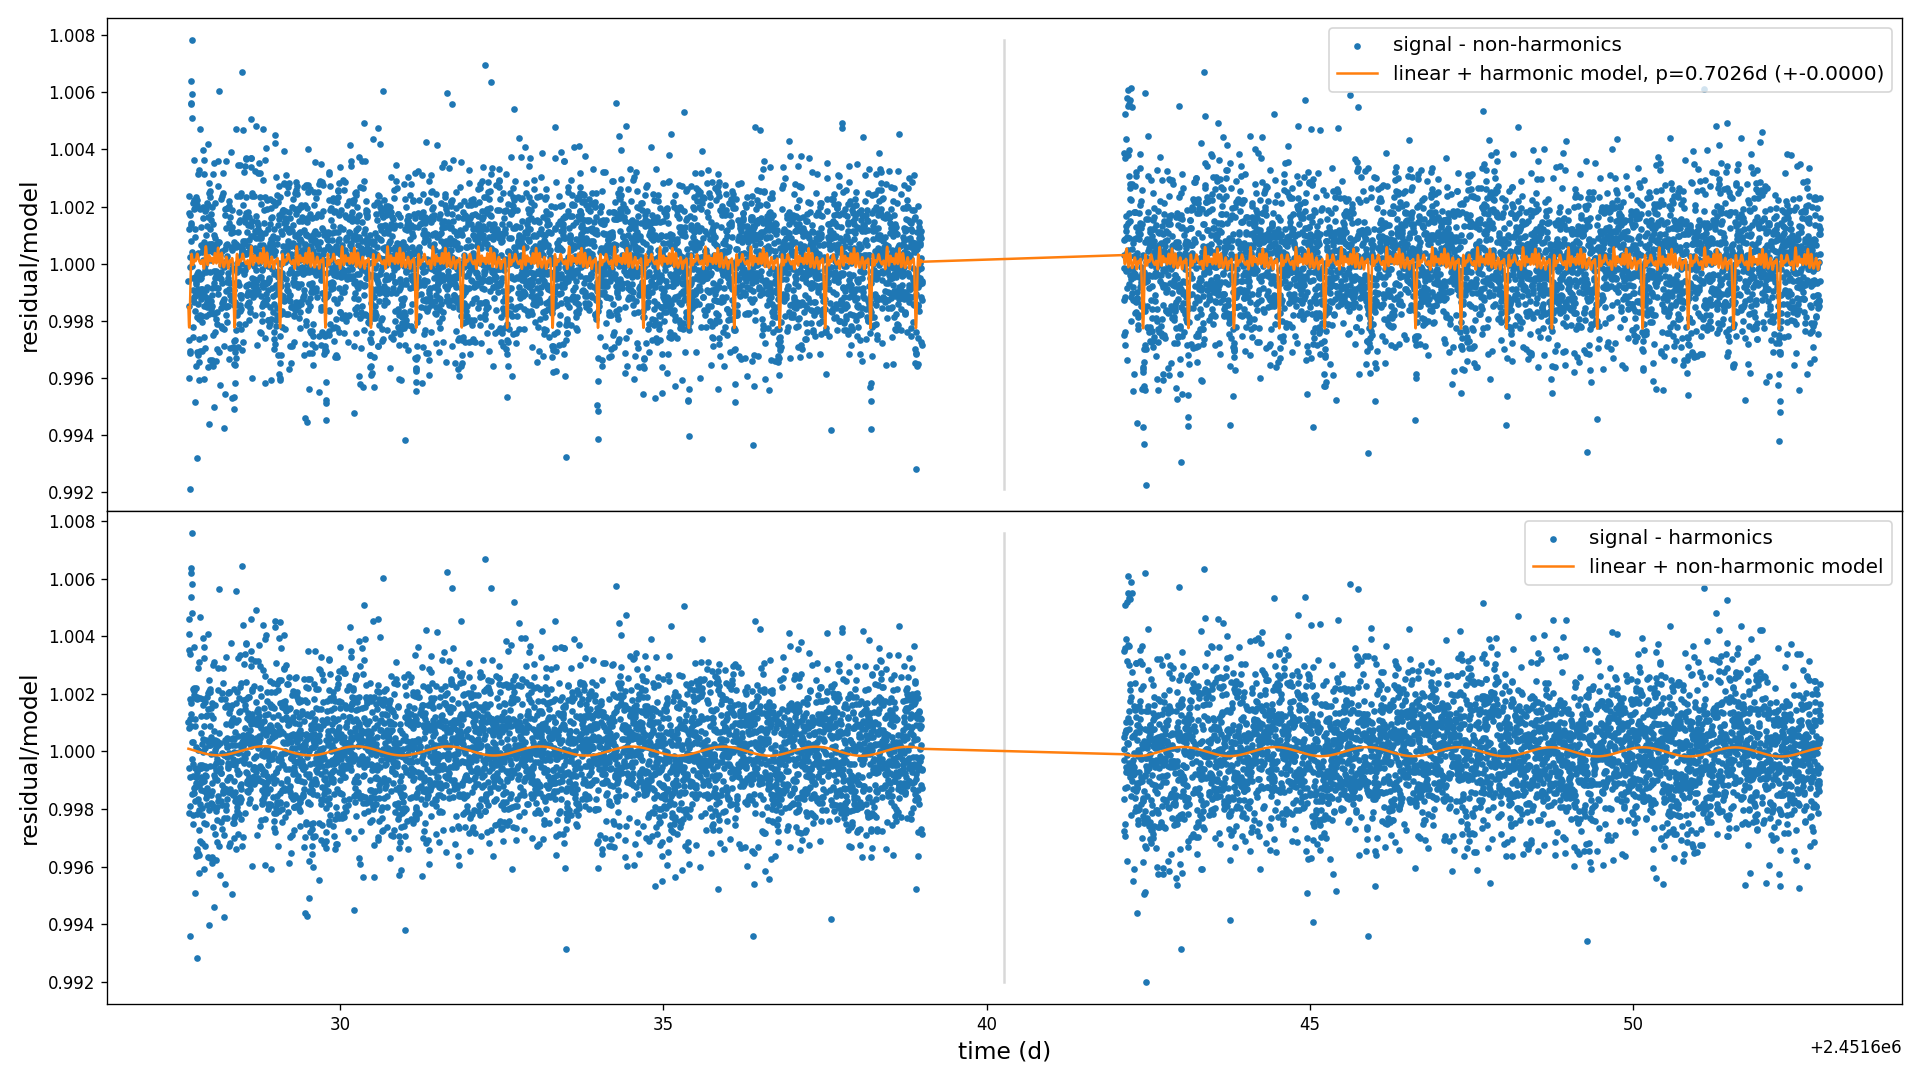 1.008
signal - non-harmonics
linear + harmonic model, p=0.7026d (+-0.0000)
1.006
1.004
1.002
1.000
0.998
0.996
0.994
0.992
residual/model
1.008
signal - harmonics
linear + non-harmonic model
1.006
1.004
1.002
1.000
0.998
0.996
0.994
0.992
residual/model
30
35
40
45
50
time (d)
+2.4516e6